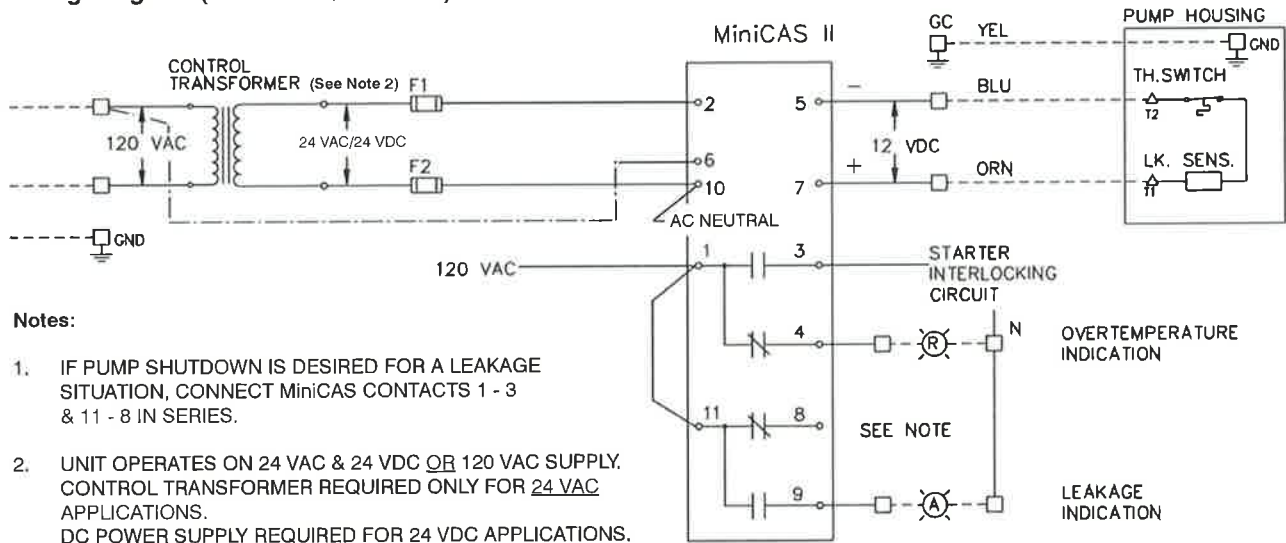 MiniCAS II
GC
YEL
PUMP HOUSING
GND
CONTROL
TRANSFORMER (See Note 2)
F1
2
5
−
BLU
TH.SWITCH
T2
120 VAC
24 VAC/24 VDC
6
12 VDC
F2
10
7
+
ORN
LK. SENS.
T1
AC NEUTRAL
GND
120 VAC
1
3
STARTER
INTERLOCKING
CIRCUIT
4
R
N
OVERTEMPERATURE
INDICATION
11
8
SEE NOTE
9
A
LEAKAGE
INDICATION
Notes:
1. IF PUMP SHUTDOWN IS DESIRED FOR A LEAKAGE
SITUATION, CONNECT MiniCAS CONTACTS 1 - 3
& 11 - 8 IN SERIES.
2. UNIT OPERATES ON 24 VAC & 24 VDC OR 120 VAC SUPPLY.
CONTROL TRANSFORMER REQUIRED ONLY FOR 24 VAC
APPLICATIONS.
DC POWER SUPPLY REQUIRED FOR 24 VDC APPLICATIONS.